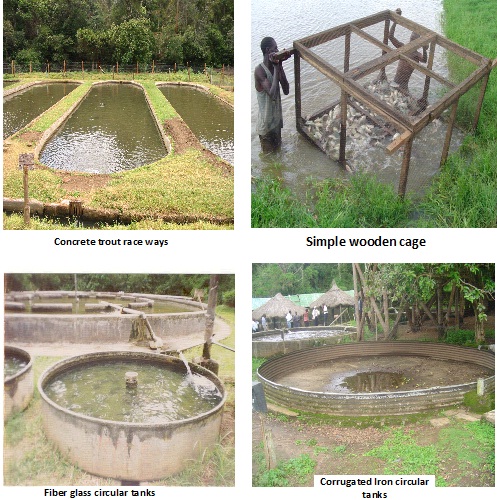 Concrete trout race ways
Simple wooden cage
Fiber glass circular tanks
Corrugated Iron circular
tanks